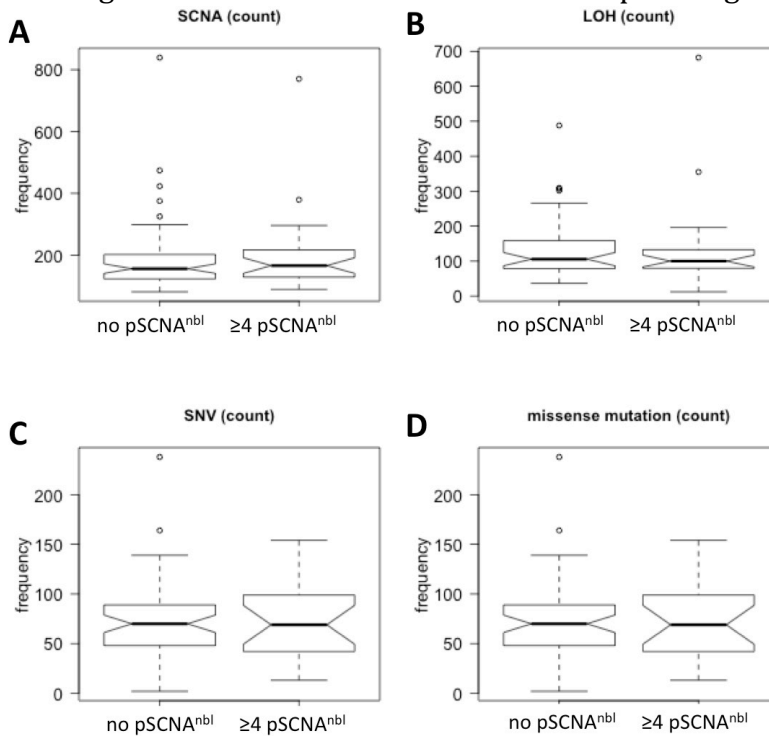 A
SCNA (count)
800
600
400
200
frequency
no pSCNAⁿᵇˡ
≥4 pSCNAⁿᵇˡ
B
LOH (count)
700
600
500
400
300
200
100
0
frequency
no pSCNAⁿᵇˡ
≥4 pSCNAⁿᵇˡ
C
SNV (count)
200
150
100
50
0
frequency
no pSCNAⁿᵇˡ
≥4 pSCNAⁿᵇˡ
D
missense mutation (count)
200
150
100
50
0
frequency
no pSCNAⁿᵇˡ
≥4 pSCNAⁿᵇˡ